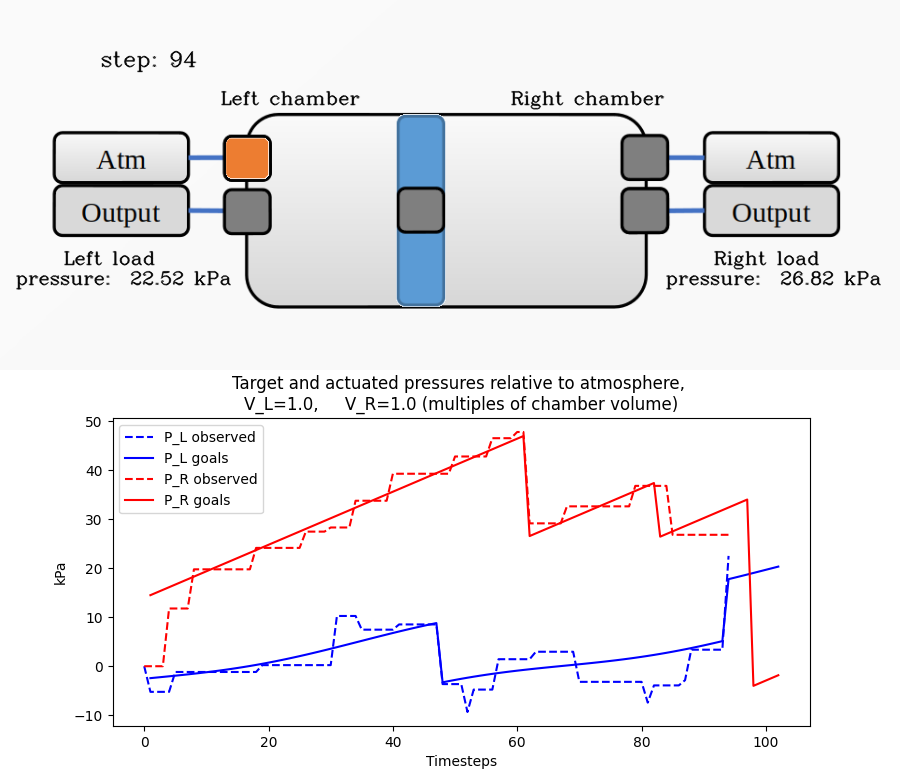 step: 94
Left chamber
Right chamber
Atm
Atm
Output
Output
Left load
pressure: 22.52 kPa
Right load
pressure: 26.82 kPa
Target and actuated pressures relative to atmosphere,
V_L=1.0, V_R=1.0 (multiples of chamber volume)
P_L observed
P_L goals
P_R observed
P_R goals
kPa
50
40
30
20
10
0
−10
0
20
40
60
80
100
Timesteps